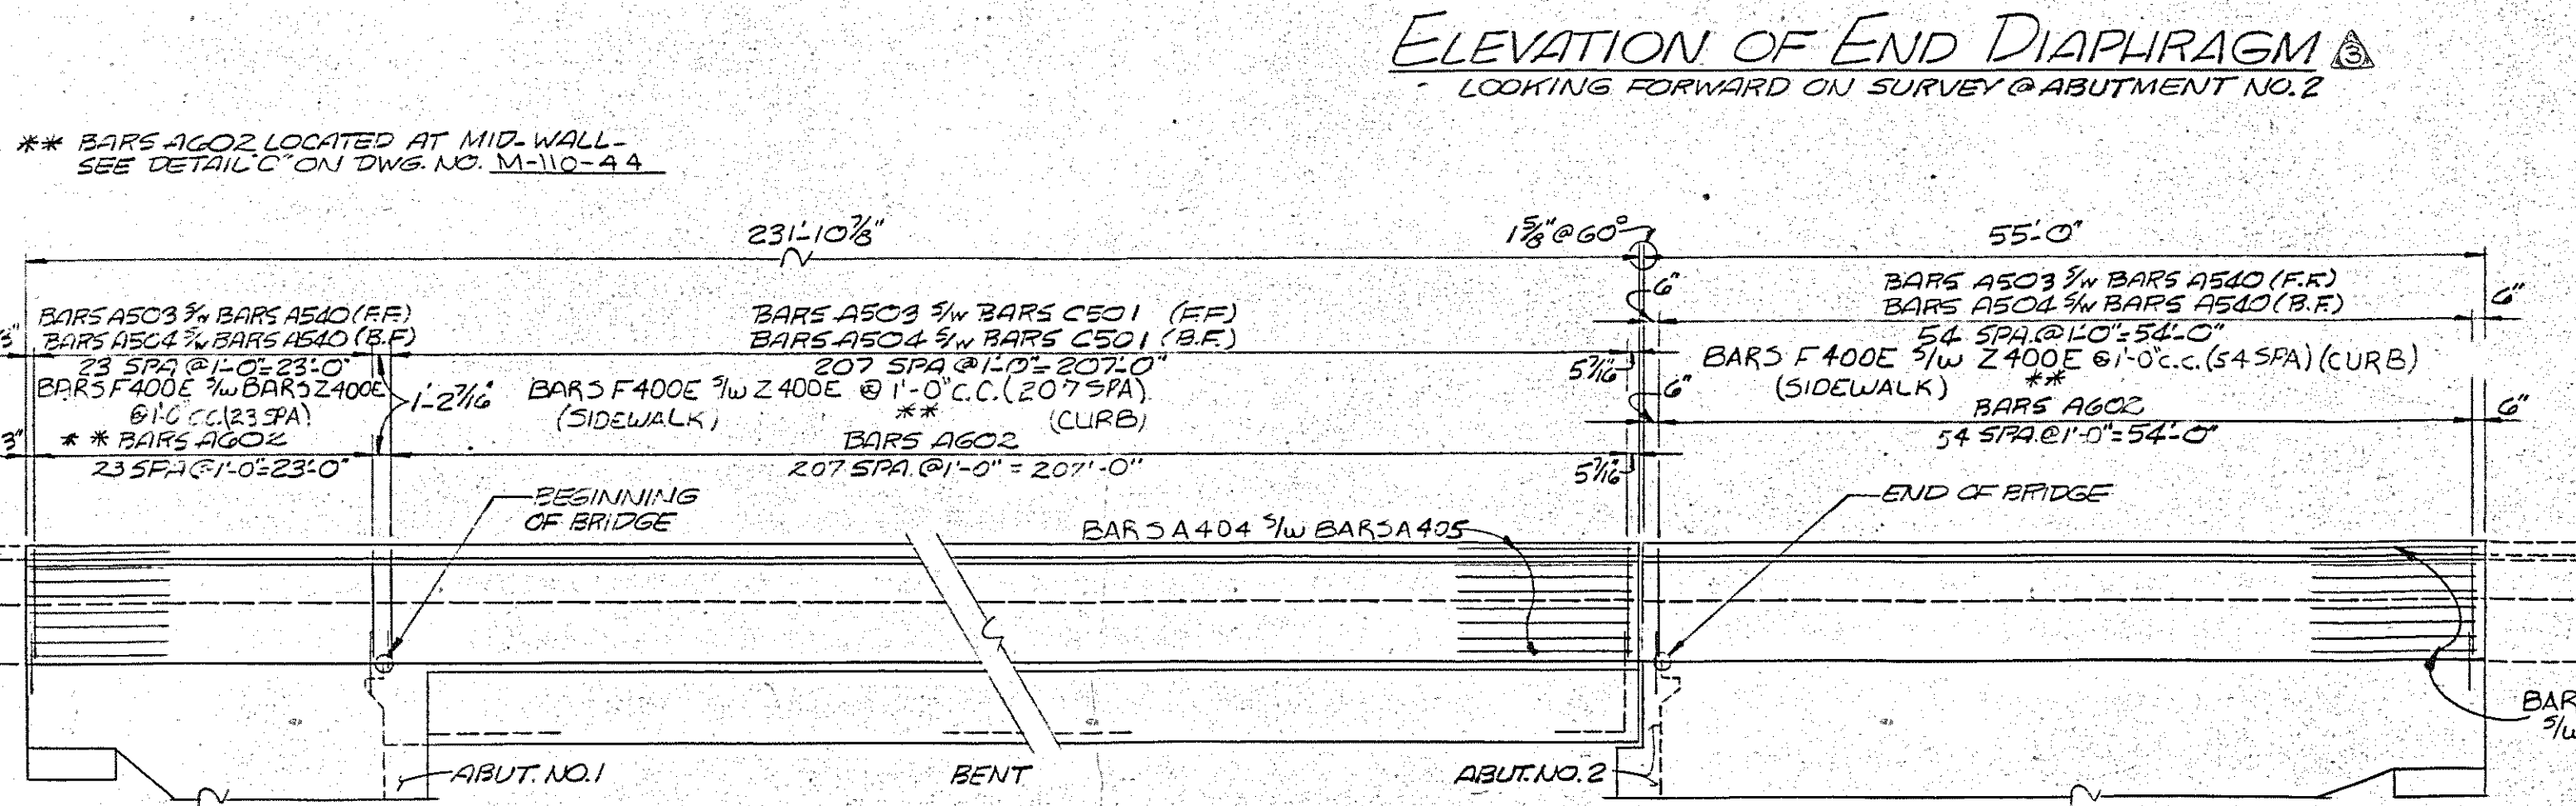 ELEVATION OF END DIAPHRAGM 3
LOOKING FORWARD ON SURVEY @ ABUTMENT NO. 2
** BARS A602 LOCATED AT MID-WALL-
SEE DETAIL "C" ON DWG. NO. M-110-44
231'-10 7/8"
1 5/8" @ 60°
55'-0"
BARS A503 S/W BARS A540 (F.F.)
BARS A504 S/W BARS A540 (B.F.)
23 SPA @ 1'-0" = 23'-0"
BARS F400E S/W BARS Z400E
@ 1'-0 C.C. (23 SPA)
** BARS A602
23 SPA @ 1'-0" = 23'-0"
3"
3"
1'-2 7/16"
BARS A503 S/W BARS C501 (F.F.)
BARS A504 S/W BARS C501 (B.F.)
207 SPA @ 1'-0" = 207'-0"
BARS F400E S/W Z400E @ 1'-0" C.C. (207 SPA)
(SIDEWALK) ** (CURB)
BARS A602
207 SPA. @ 1'-0" = 207'-0"
6"
5 7/16"
6"
5 7/16"
BARS A503 S/W BARS A540 (F.F.)
BARS A504 S/W BARS A540 (B.F.)
54 SPA. @ 1'-0" = 54'-0"
BARS F400E S/W Z400E @ 1'-0" C.C. (54 SPA) (CURB)
(SIDEWALK) **
BARS A602
54 SPA. @ 1'-0" = 54'-0"
6"
6"
BEGINNING
OF BRIDGE
BARS A404 S/W BARS A405
END OF BRIDGE
BAR
S/W
ABUT. NO. 1
BENT
ABUT. NO. 2